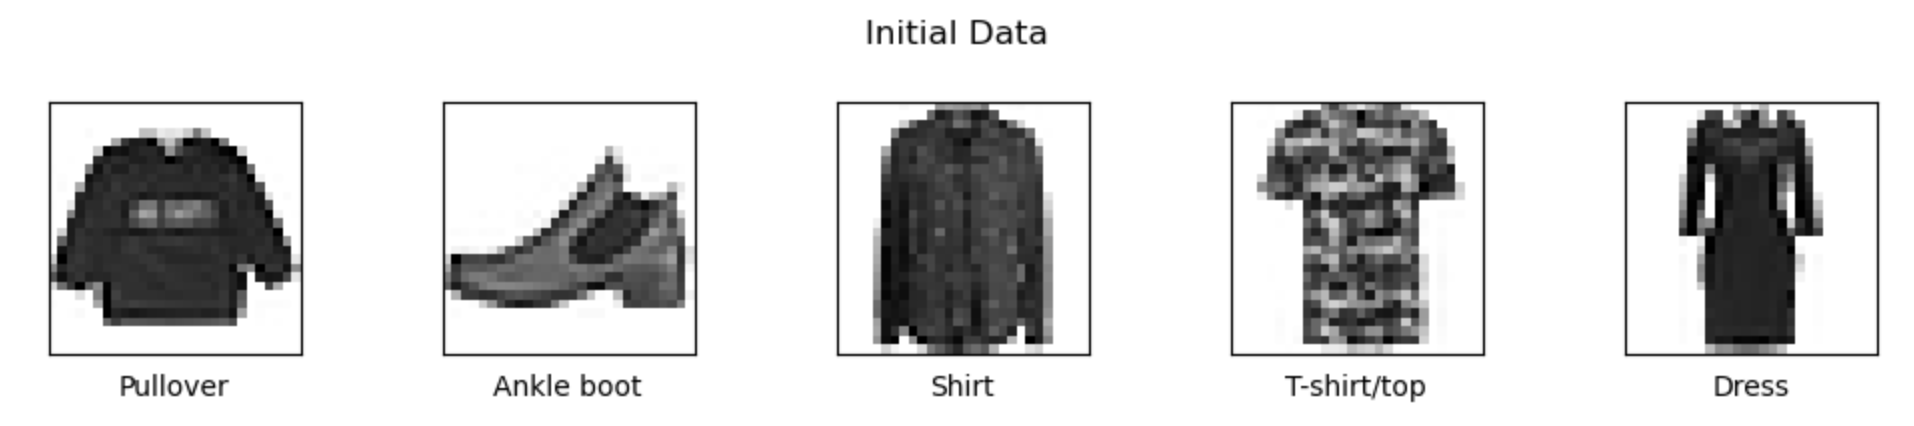 Initial Data
Pullover
Ankle boot
Shirt
T-shirt/top
Dress